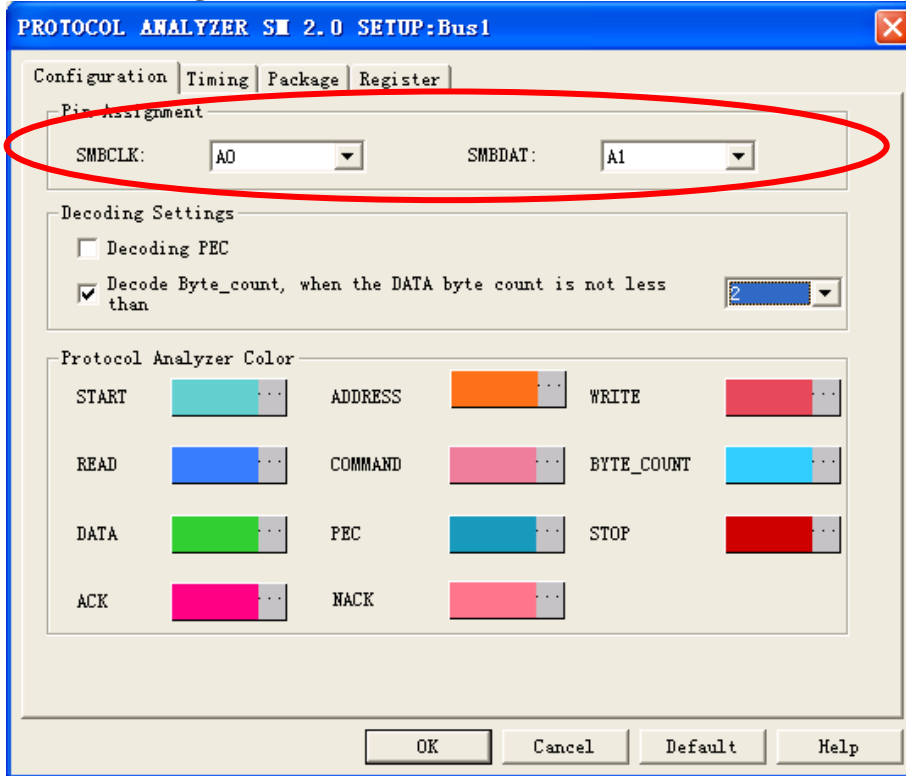 PROTOCOL ANALYZER SM 2.0 SETUP:Bus1
Configuration Timing Package Register
Pin Assignment
SMBCLK: A0 SMBDAT: A1
Decoding Settings
Decoding PEC
Decode Byte_count, when the DATA byte count is not less
than
2
Protocol Analyzer Color
START ... ADDRESS ... WRITE ...
READ ... COMMAND ... BYTE_COUNT ...
DATA ... PEC ... STOP ...
ACK ... NACK ...
OK Cancel Default Help